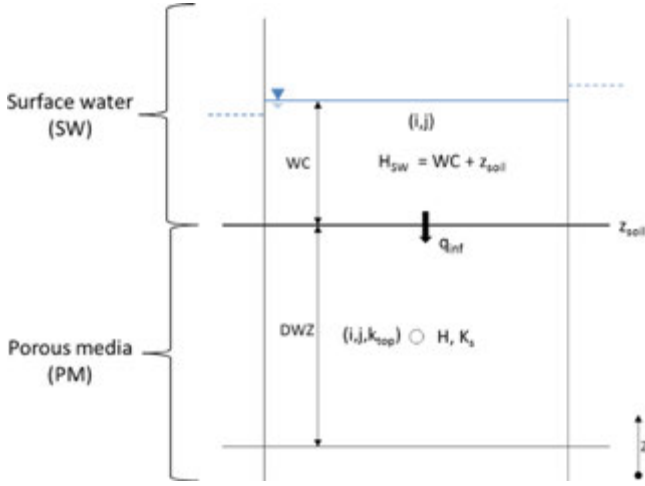 Surface water
(SW)
(i,j)
WC
H_SW = WC + z_soil
z_soil
q_inf
DWZ
(i,j,k_top)
H, K_s
Porous media
(PM)
Z